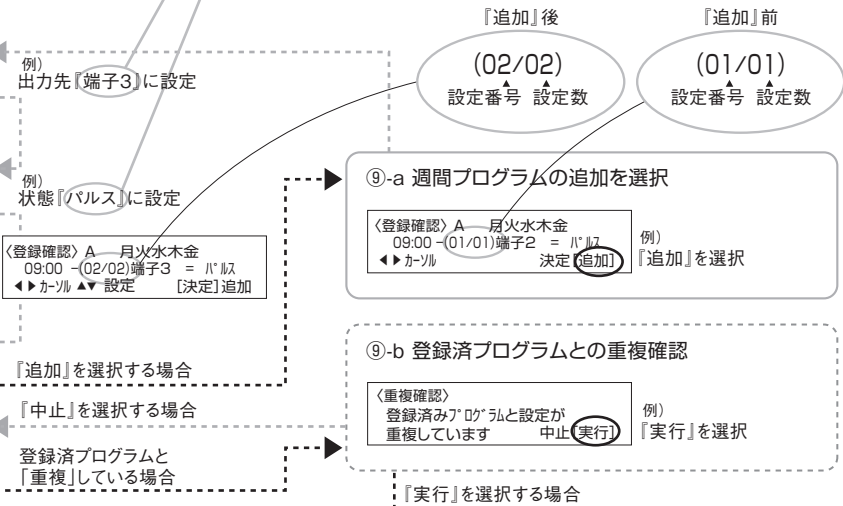 『追加』後
(02/02)
設定番号 設定数
『追加』前
(01/01)
設定番号 設定数
例)
出力先『端子3』に設定
例)
状態『パルス』に設定
〈登録確認〉 A 月火水木金
09:00 -(02/02)端子3 = パルス
◀▶カーソル ▲▼ 設定 [決定]追加
⑨-a 週間プログラムの追加を選択
〈登録確認〉 A 月火水木金
09:00 -(01/01)端子2 = パルス
◀▶カーソル 決定[追加]
例)
『追加』を選択
『追加』を選択する場合
『中止』を選択する場合
登録済プログラムと
「重複」している場合
⑨-b 登録済プログラムとの重複確認
〈重複確認〉
登録済みプログラムと設定が
重複しています 中止[実行]
例)
『実行』を選択
『実行』を選択する場合